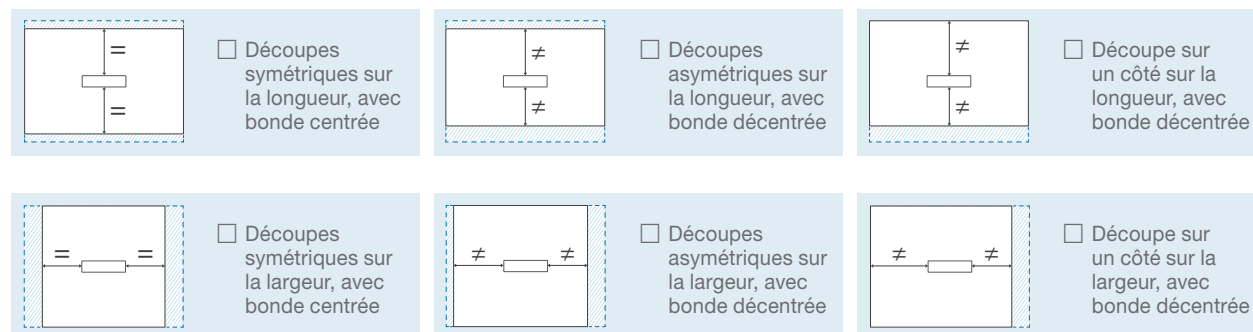 =
=
☐ Découpes
symétriques sur
la longueur, avec
bonde centrée
≠
≠
☐ Découpes
asymétriques sur
la longueur, avec
bonde décentrée
≠
≠
☐ Découpe sur
un côté sur la
longueur, avec
bonde décentrée
= =
☐ Découpes
symétriques sur
la largeur, avec
bonde centrée
≠ ≠
☐ Découpes
asymétriques sur
la largeur, avec
bonde décentrée
≠ ≠
☐ Découpe sur
un côté sur la
largeur, avec
bonde décentrée